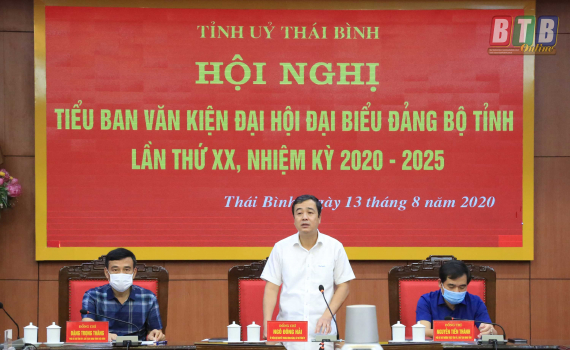 TỈNH UỶ THÁI BÌNH
BTB
Online
HỘI NGHỊ
TIỂU BAN VĂN KIỆN ĐẠI HỘI ĐẠI BIỂU ĐẢNG BỘ TỈNH
LẦN THỨ XX, NHIỆM KỲ 2020 - 2025
Thái Bình, ngày 13 tháng 8 năm 2020
ĐẶNG TRỌNG THĂNG
NGÔ ĐÔNG HẢI
NGUYỄN TIẾN THÀNH